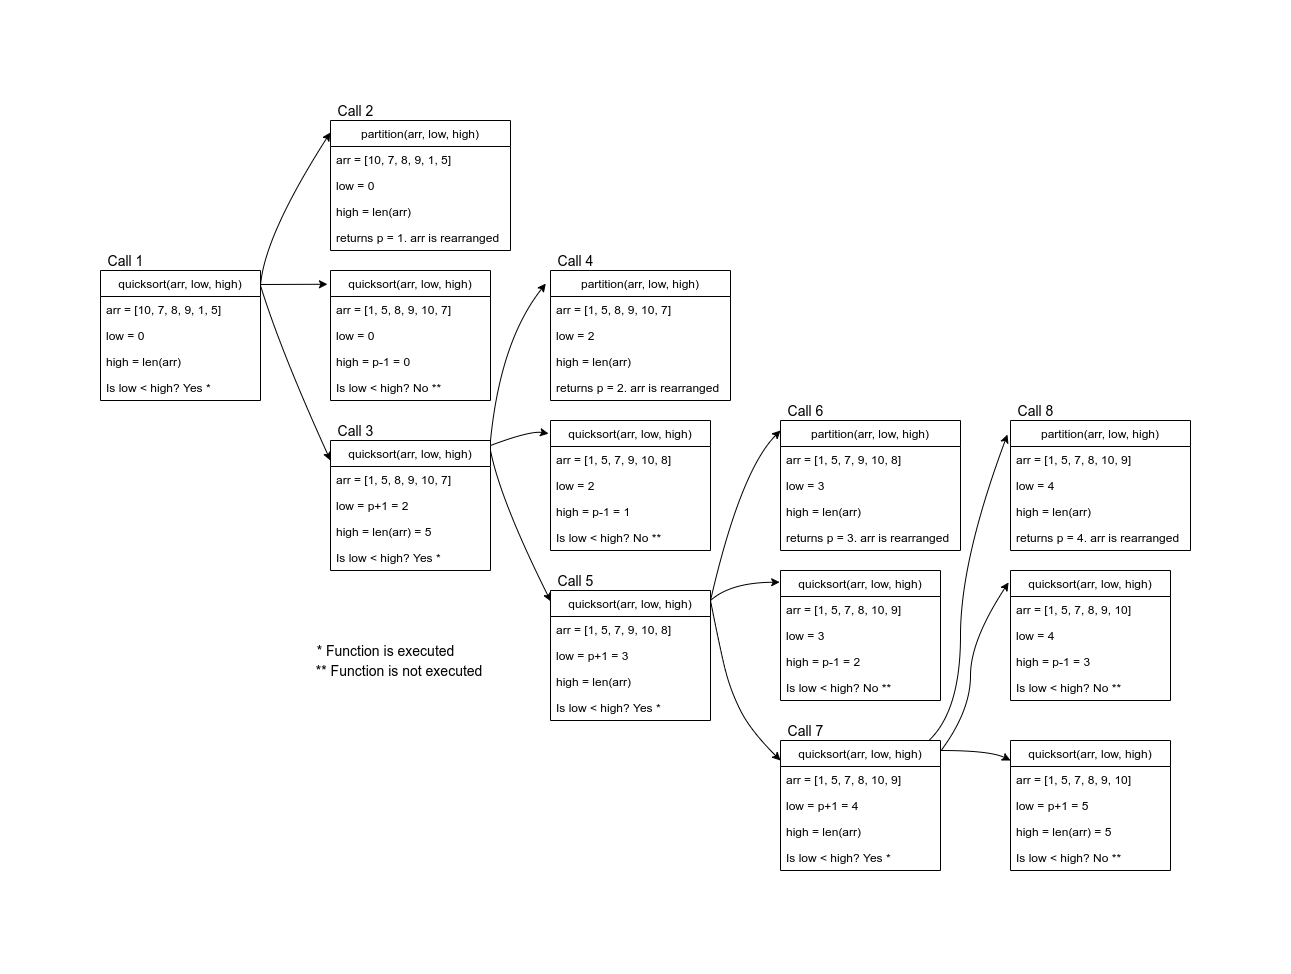 Call 2
partition(arr, low, high)
arr = [10, 7, 8, 9, 1, 5]
low = 0
high = len(arr)
returns p = 1. arr is rearranged
Call 1
quicksort(arr, low, high)
arr = [10, 7, 8, 9, 1, 5]
low = 0
high = len(arr)
Is low < high? Yes *
quicksort(arr, low, high)
arr = [1, 5, 8, 9, 10, 7]
low = 0
high = p-1 = 0
Is low < high? No **
Call 4
partition(arr, low, high)
arr = [1, 5, 8, 9, 10, 7]
low = 2
high = len(arr)
returns p = 2. arr is rearranged
Call 3
quicksort(arr, low, high)
arr = [1, 5, 8, 9, 10, 7]
low = p+1 = 2
high = len(arr) = 5
Is low < high? Yes *
quicksort(arr, low, high)
arr = [1, 5, 7, 9, 10, 8]
low = 2
high = p-1 = 1
Is low < high? No **
Call 6
partition(arr, low, high)
arr = [1, 5, 7, 9, 10, 8]
low = 3
high = len(arr)
returns p = 3. arr is rearranged
Call 8
partition(arr, low, high)
arr = [1, 5, 7, 8, 10, 9]
low = 4
high = len(arr)
returns p = 4. arr is rearranged
Call 5
quicksort(arr, low, high)
arr = [1, 5, 7, 9, 10, 8]
low = p+1 = 3
high = len(arr)
Is low < high? Yes *
quicksort(arr, low, high)
arr = [1, 5, 7, 8, 10, 9]
low = 3
high = p-1 = 2
Is low < high? No **
quicksort(arr, low, high)
arr = [1, 5, 7, 8, 9, 10]
low = 4
high = p-1 = 3
Is low < high? No **
* Function is executed
** Function is not executed
Call 7
quicksort(arr, low, high)
arr = [1, 5, 7, 8, 10, 9]
low = p+1 = 4
high = len(arr)
Is low < high? Yes *
quicksort(arr, low, high)
arr = [1, 5, 7, 8, 9, 10]
low = p+1 = 5
high = len(arr) = 5
Is low < high? No **